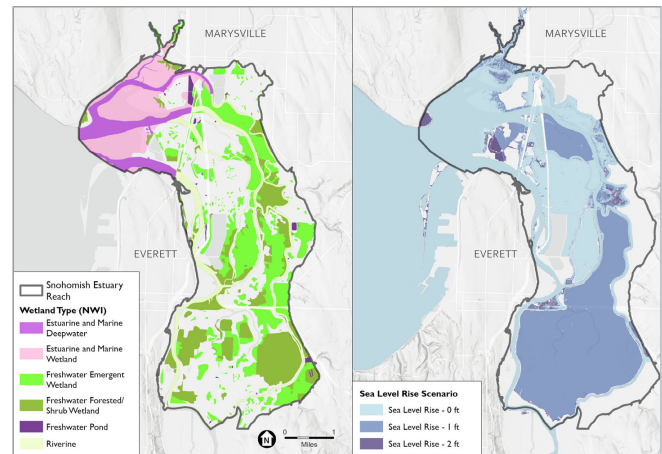 MARYSVILLE
EVERETT
Snohomish Estuary
Reach
Wetland Type (NWI)
Estuarine and Marine
Deepwater
Estuarine and Marine
Wetland
Freshwater Emergent
Wetland
Freshwater Forested/
Shrub Wetland
Freshwater Pond
Riverine
N
0 1
Miles
MARYSVILLE
EVERETT
Sea Level Rise Scenario
Sea Level Rise - 0 ft
Sea Level Rise - 1 ft
Sea Level Rise - 2 ft